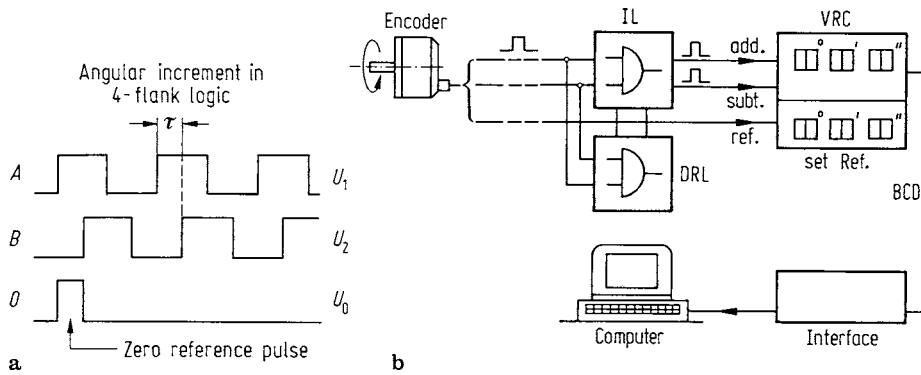 Angular increment in
4-flank logic
τ
A
U₁
B
U₂
0
U₀
Zero reference pulse
a
Encoder
IL
VRC
add.
° ' "
subt.
ref.
° ' "
set Ref.
DRL
BCD
Computer
Interface
b